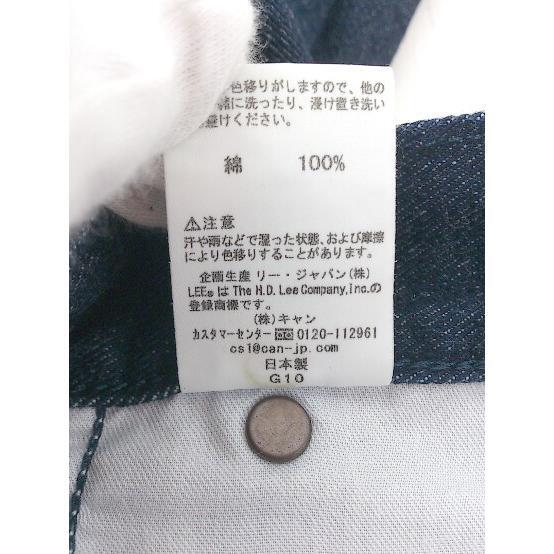 色移りがしますので、他の
緒に洗ったり、浸け置き洗い
避けください。
綿 100%
⚠注意
汗や雨などで湿った状態、および摩擦
により色移りすることがあります。
企画生産 リー・ジャパン(株)
LEE®は The H.D. Lee Company,Inc.の
登録商標です。
(株)キャン
カスタマーセンター 0120-112961
csi@can-jp.com
日本製
G10